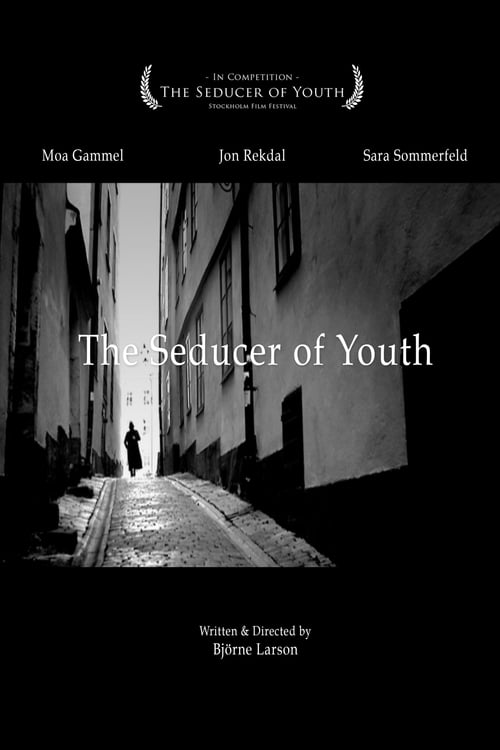 - In Competition -
The Seducer of Youth
Stockholm Film Festival
Moa Gammel Jon Rekdal Sara Sommerfeld
The Seducer of Youth
Written & Directed by
Björne Larson